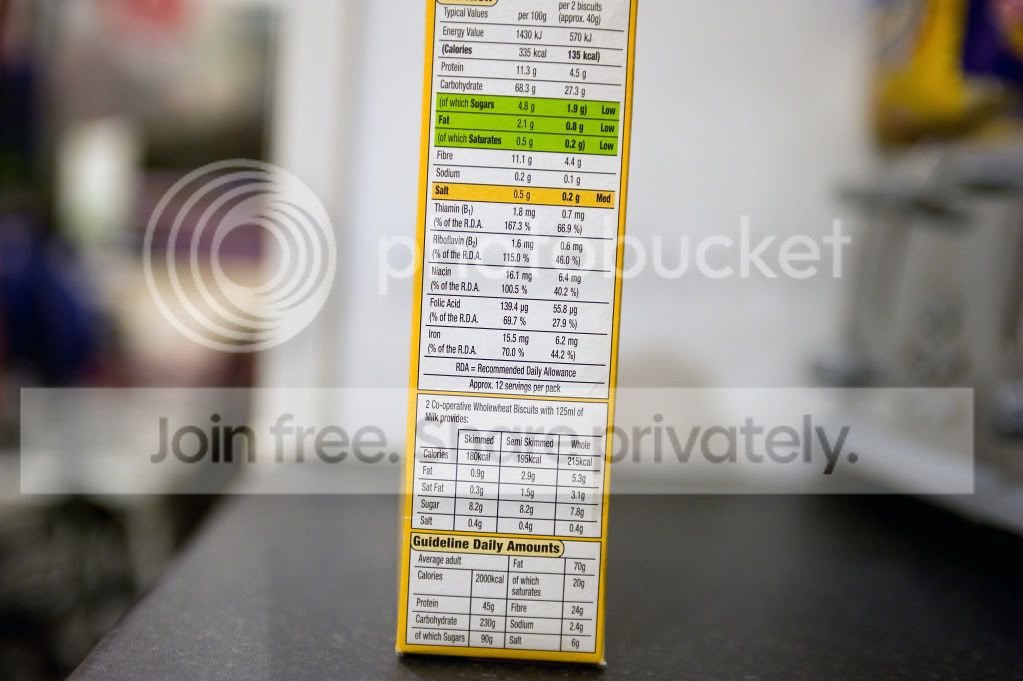 Typical Values per 100g per 2 biscuits (approx. 40g)
Energy Value 1430 kJ 570 kJ
(Calories 335 kcal 135 kcal)
Protein 11.3 g 4.5 g
Carbohydrate 68.3 g 27.3 g
(of which Sugars 4.8 g 1.9 g) Low
Fat 2.1 g 0.8 g Low
(of which Saturates 0.5 g 0.2 g) Low
Fibre 11.1 g 4.4 g
Sodium 0.2 g 0.1 g
Salt 0.5 g 0.2 g Med
Thiamin (B1) 1.8 mg 0.7 mg
(% of the R.D.A. 167.3 % 66.9 %)
Riboflavin (B2) 1.6 mg 0.6 mg
(% of the R.D.A. 115.0 % 46.0 %)
Niacin 16.1 mg 6.4 mg
(% of the R.D.A. 100.5 % 40.2 %)
Folic Acid 139.4 µg 55.8 µg
(% of the R.D.A. 69.7 % 27.9 %)
Iron 15.5 mg 6.2 mg
(% of the R.D.A. 70.0 % 44.2 %)
RDA = Recommended Daily Allowance
Approx. 12 servings per pack
2 Co-operative Wholewheat Biscuits with 125ml of
Milk provides:
Skimmed Semi Skimmed Whole
Calories 180kcal 195kcal 215kcal
Fat 0.9g 2.9g 5.3g
Sat Fat 0.3g 1.5g 3.1g
Sugar 8.2g 8.2g 7.8g
Salt 0.4g 0.4g 0.4g
Guideline Daily Amounts
Average adult Fat 70g
Calories 2000kcal of which saturates 20g
Protein 45g Fibre 24g
Carbohydrate 230g Sodium 2.4g
of which Sugars 90g Salt 6g
photobucket
Join free. Share privately.